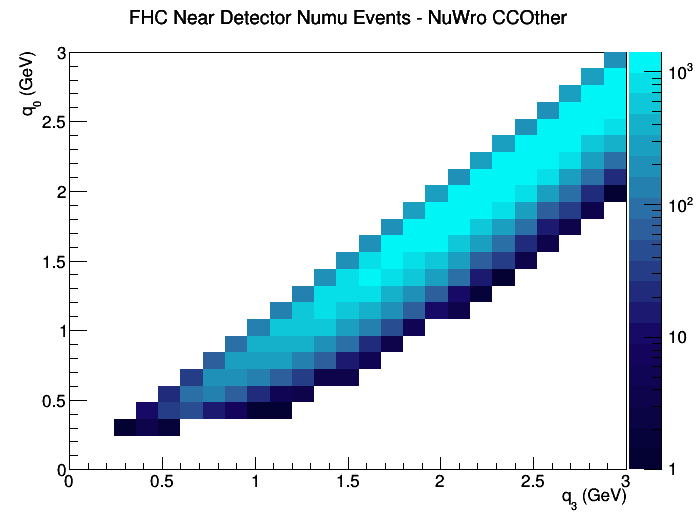 FHC Near Detector Numu Events - NuWro CCOther
q₀ (GeV)
3
2.5
2
1.5
1
0.5
0
0 0.5 1 1.5 2 2.5 3
q₃ (GeV)
10³
10²
10
1